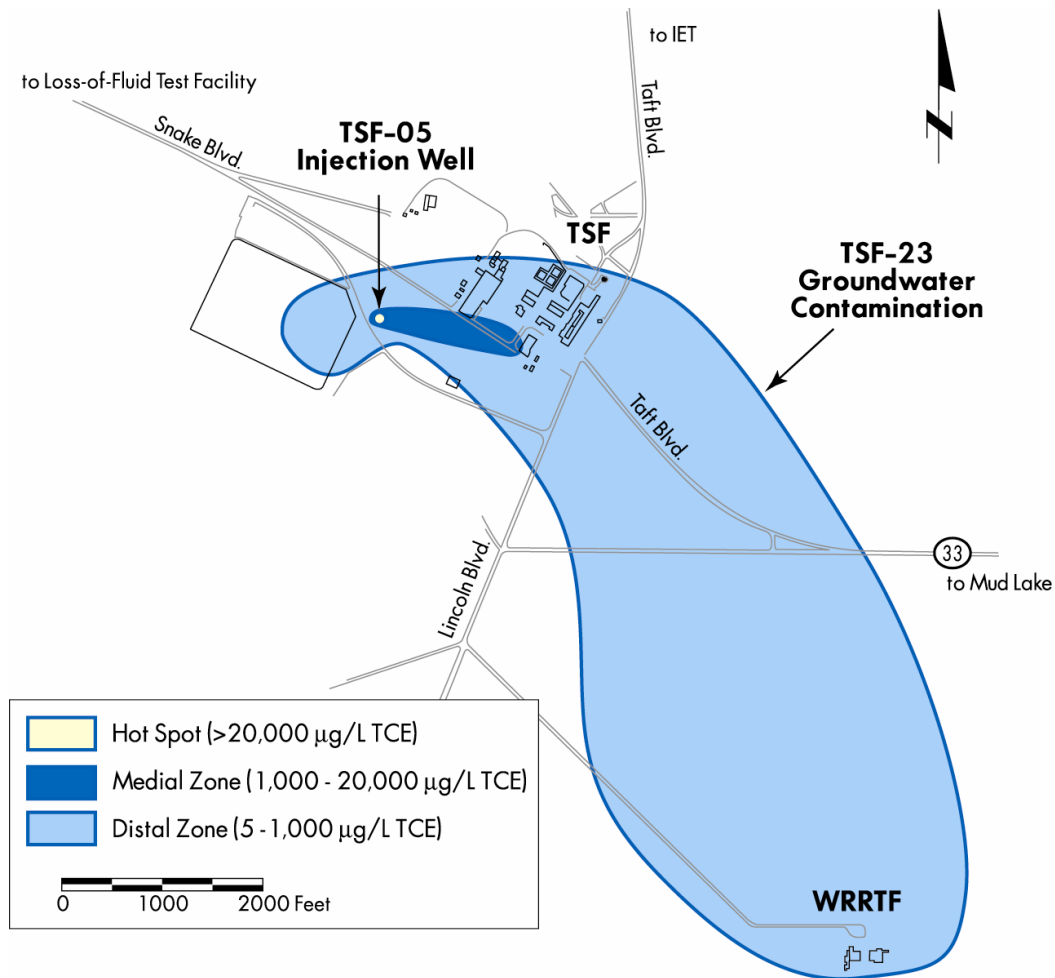 to IET
to Loss-of-Fluid Test Facility
Snake Blvd.
TSF-05
Injection Well
Taft Blvd.
N
TSF
TSF-23
Groundwater
Contamination
Taft Blvd.
33
to Mud Lake
Lincoln Blvd.
Hot Spot (>20,000 µg/L TCE)
Medial Zone (1,000 - 20,000 µg/L TCE)
Distal Zone (5 - 1,000 µg/L TCE)
0 1000 2000 Feet
WRRTF